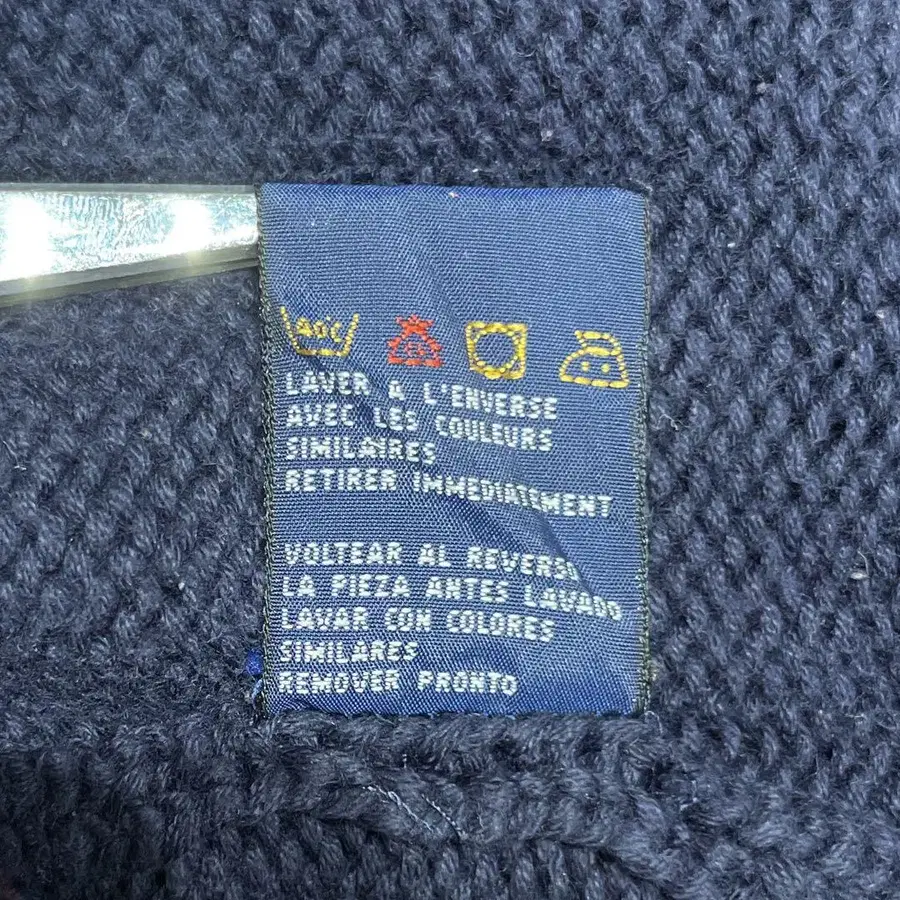 40°C
LAVER A L'ENVERSE
AVEC LES COULEURS
SIMILAIRES
RETIRER IMMEDIATEMENT
VOLTEAR AL REVERSO
LA PIEZA ANTES LAVADO
LAVAR CON COLORES
SIMILARES
REMOVER PRONTO